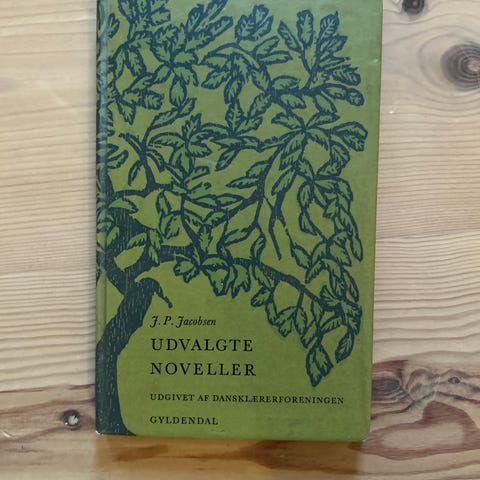 J. P. Jacobsen
UDVALGTE
NOVELLER
UDGIVET AF DANSKLÆRERFORENINGEN
GYLDENDAL